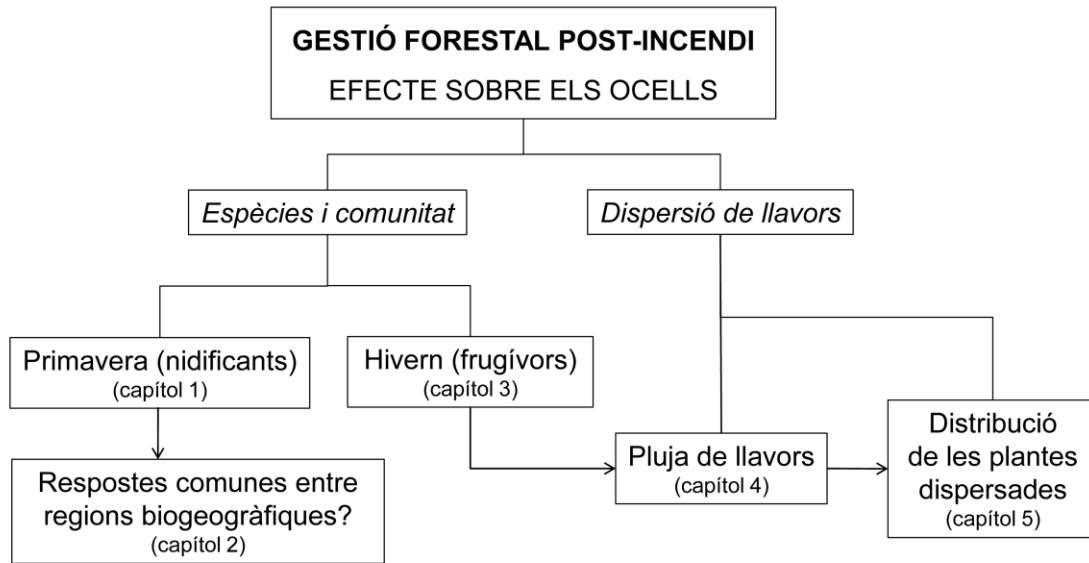 GESTIÓ FORESTAL POST-INCENDI
EFECTE SOBRE ELS OCELLS
Espècies i comunitat
Dispersió de llavors
Primavera (nidificants)
(capítol 1)
Hivern (frugívors)
(capítol 3)
Respostes comunes entre
regions biogeogràfiques?
(capítol 2)
Pluja de llavors
(capítol 4)
Distribució
de les plantes
dispersades
(capítol 5)